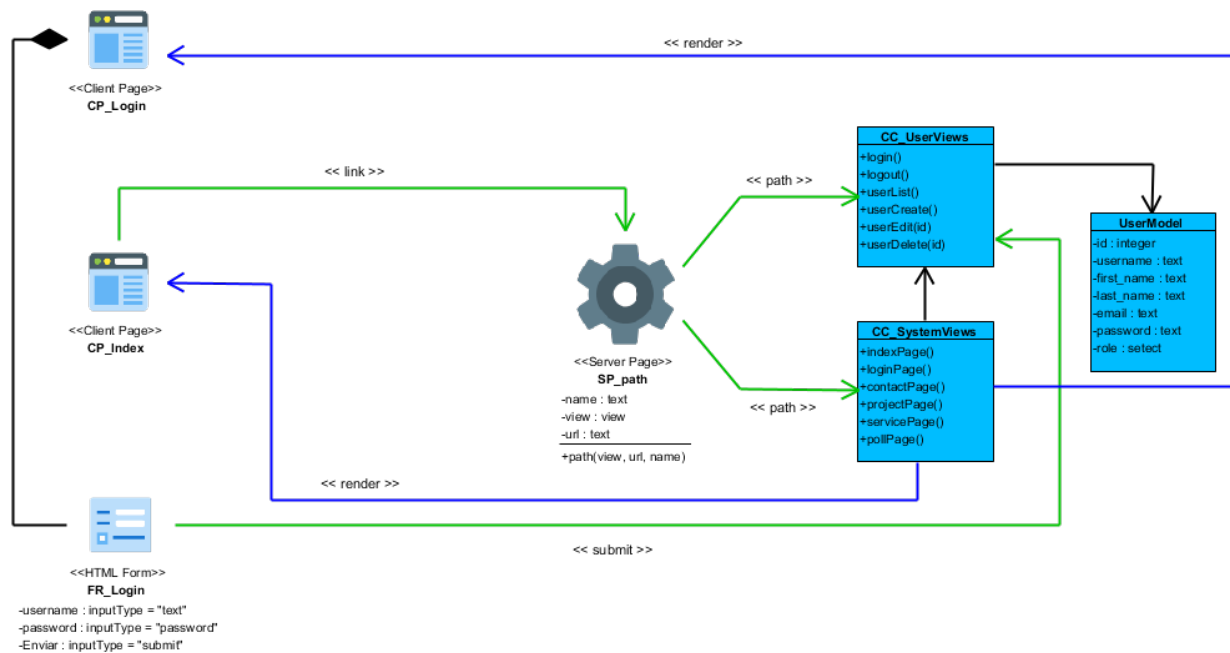 << render >>
<<Client Page>>
CP_Login
<< link >>
<< path >>
CC_UserViews
+login()
+logout()
+userList()
+userCreate()
+userEdit(id)
+userDelete(id)
UserModel
-id : integer
-username : text
-first_name : text
-last_name : text
-email : text
-password : text
-role : setect
<<Client Page>>
CP_Index
<<Server Page>>
SP_path
-name : text
-view : view
-url : text
+path(view, url, name)
<< path >>
CC_SystemViews
+indexPage()
+loginPage()
+contactPage()
+projectPage()
+servicePage()
+pollPage()
<< render >>
<< submit >>
<<HTML Form>>
FR_Login
-username : inputType = "text"
-password : inputType = "password"
-Enviar : inputType = "submit"